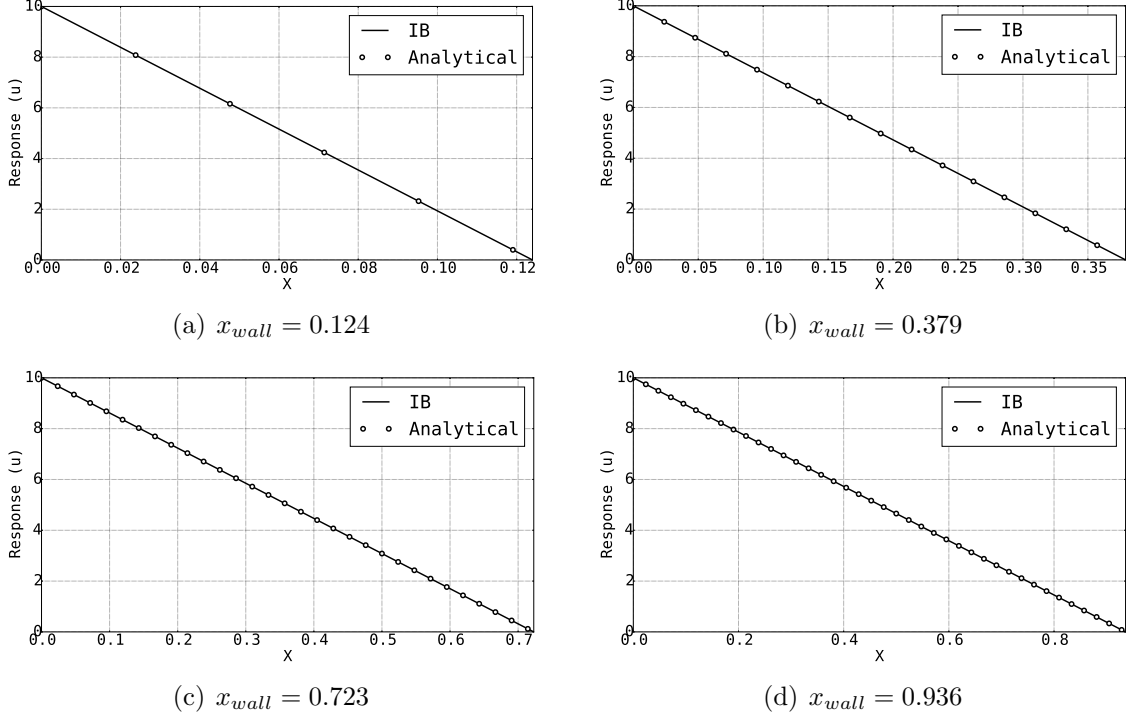 10
8
6
4
2
0
Response (u)
0.00 0.02 0.04 0.06 0.08 0.10 0.12
X
IB
Analytical
(a) x_wall = 0.124
10
8
6
4
2
0
Response (u)
0.00 0.05 0.10 0.15 0.20 0.25 0.30 0.35
X
IB
Analytical
(b) x_wall = 0.379
10
8
6
4
2
0
Response (u)
0.0 0.1 0.2 0.3 0.4 0.5 0.6 0.7
X
IB
Analytical
(c) x_wall = 0.723
10
8
6
4
2
0
Response (u)
0.0 0.2 0.4 0.6 0.8
X
IB
Analytical
(d) x_wall = 0.936